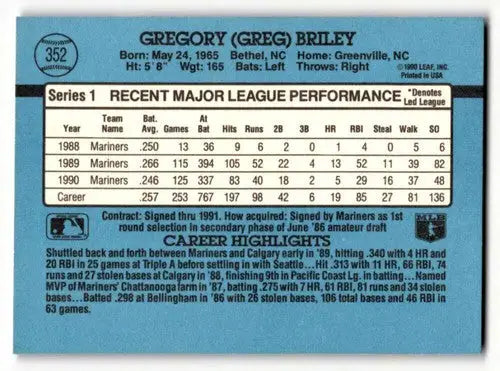 352
GREGORY (GREG) BRILEY
Born: May 24, 1965 Bethel, NC Home: Greenville, NC
Ht: 5' 8" Wgt: 165 Bats: Left Throws: Right
©1990 LEAF, INC.
Printed in USA
Series 1 RECENT MAJOR LEAGUE PERFORMANCE *Denotes Led League
Year Team Name Bat. Avg. Games At Bat Hits Runs 2B 3B HR RBI Steal Walk SO
1988 Mariners .250 13 36 9 6 2 0 1 4 0 5 6
1989 Mariners .266 115 394 105 52 22 4 13 52 11 39 82
1990 Mariners .246 125 337 83 40 18 2 5 29 16 37 48
Career .257 253 767 197 98 42 6 19 85 27 81 136
Contract: Signed thru 1991. How acquired: Signed by Mariners as 1st
round selection in secondary phase of June '86 amateur draft
CAREER HIGHLIGHTS
MLB
Shuttled back and forth between Mariners and Calgary early in '89, hitting .340 with 4 HR and
20 RBI in 25 games at Triple A before settling in with Seattle...Hit .313 with 11 HR, 66 RBI, 74
runs and 27 stolen bases at Calgary in '88, finishing 9th in Pacific Coast Lg. in batting...Named
MVP of Mariners' Chattanooga farm in '87, batting .275 with 7 HR, 61 RBI, 81 runs and 34 stolen
bases...Batted .298 at Bellingham in '86 with 26 stolen bases, 106 total bases and 46 RBI in
63 games.